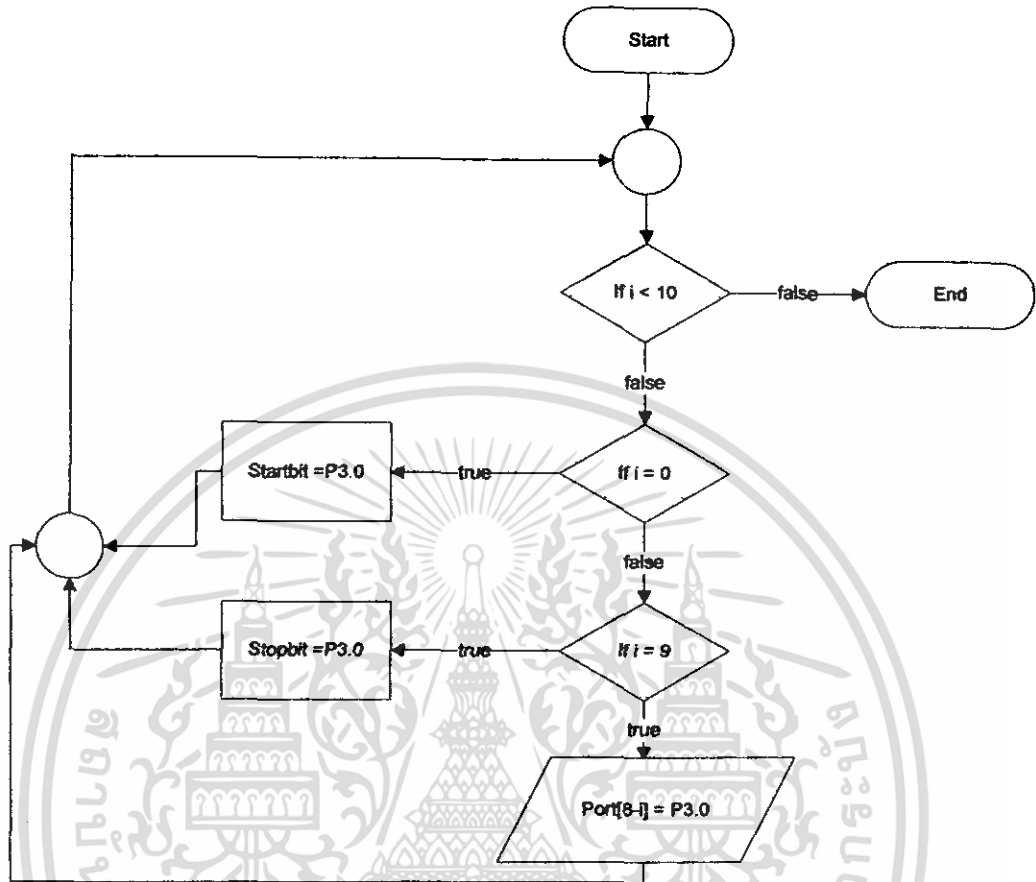 Start
If i < 10
false
End
false
Startbit =P3.0
true
If i = 0
false
Stopbit =P3.0
true
If i = 9
true
Port[8-i] = P3.0